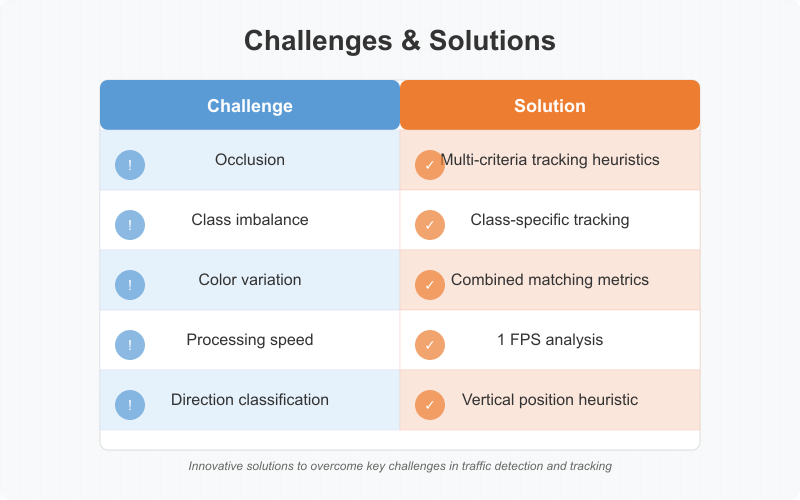 Challenges & Solutions
Challenge Solution
! Occlusion ✓ Multi-criteria tracking heuristics
! Class imbalance ✓ Class-specific tracking
! Color variation ✓ Combined matching metrics
! Processing speed ✓ 1 FPS analysis
! Direction classification ✓ Vertical position heuristic
Innovative solutions to overcome key challenges in traffic detection and tracking